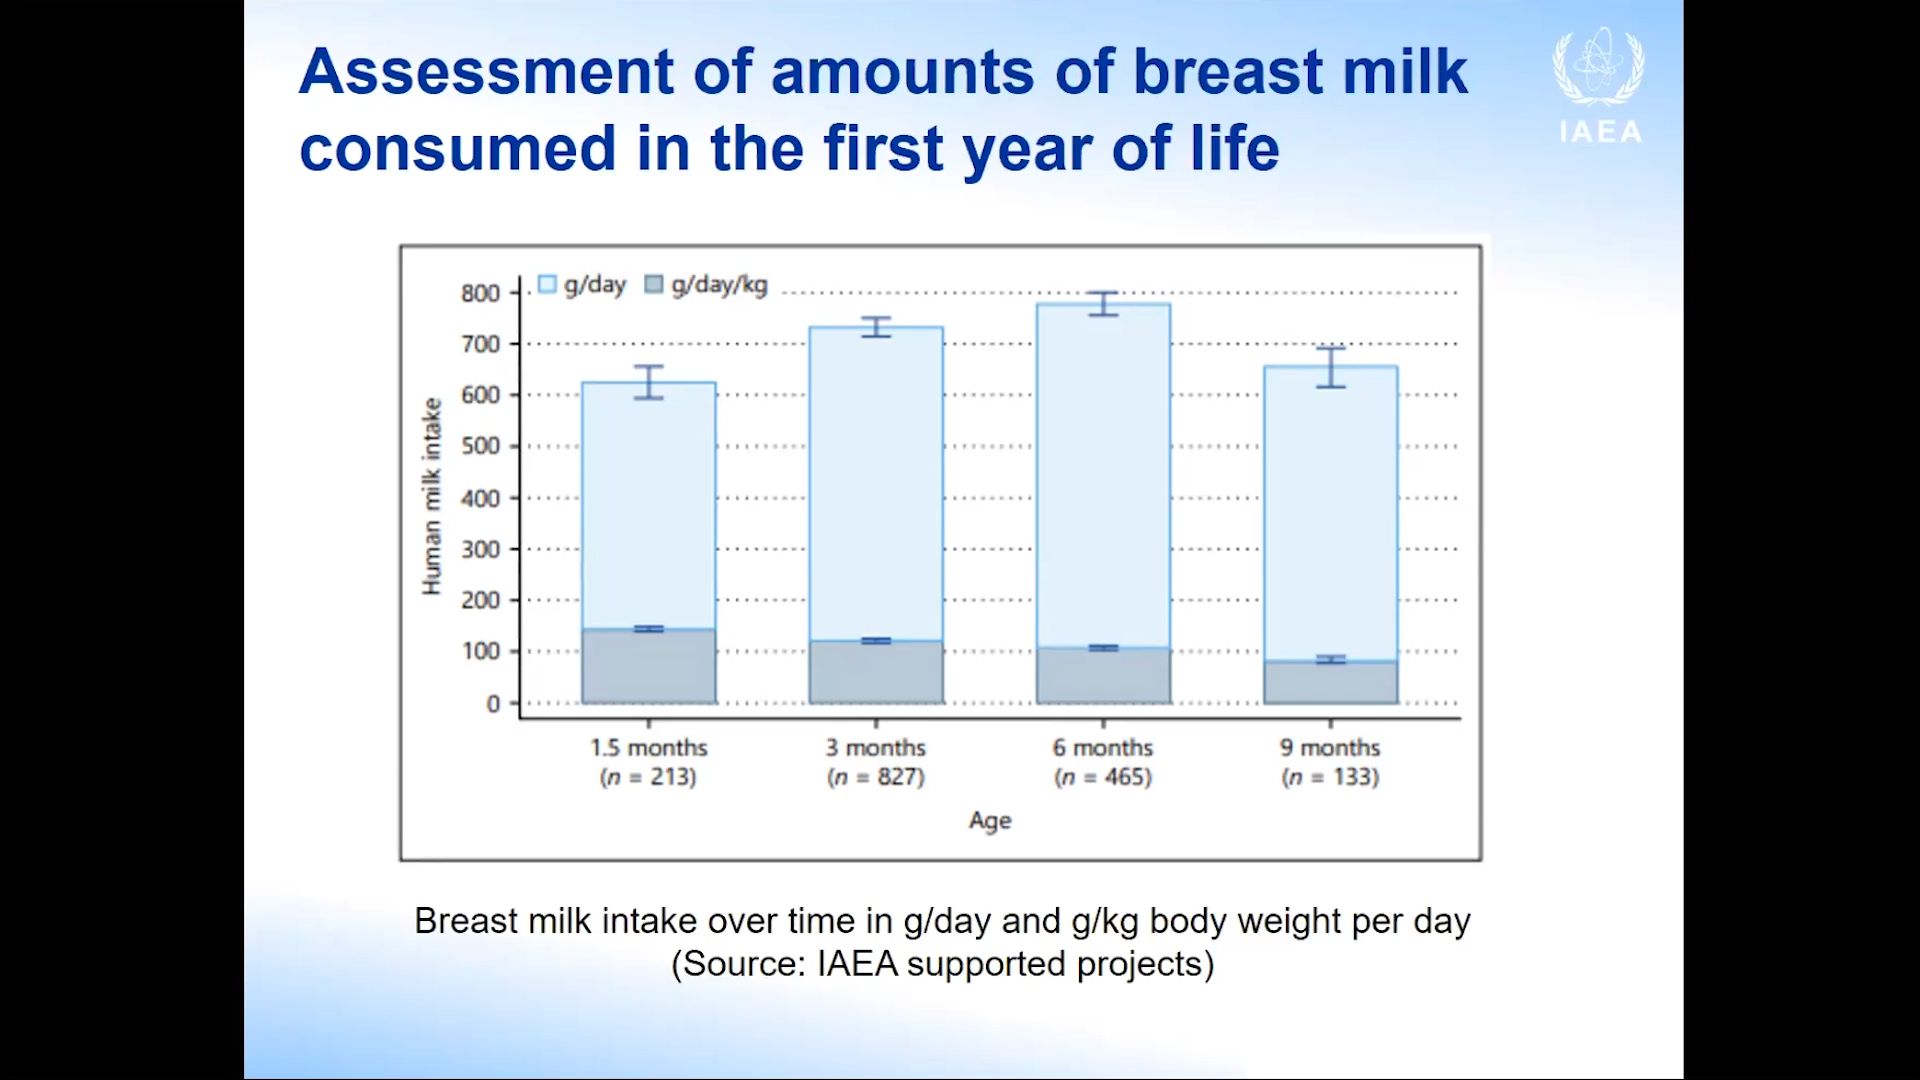 Assessment of amounts of breast milk
consumed in the first year of life
IAEA
g/day g/day/kg
800
700
600
500
400
300
200
100
0
Human milk intake
1.5 months 3 months 6 months 9 months
(n = 213) (n = 827) (n = 465) (n = 133)
Age
Breast milk intake over time in g/day and g/kg body weight per day
(Source: IAEA supported projects)